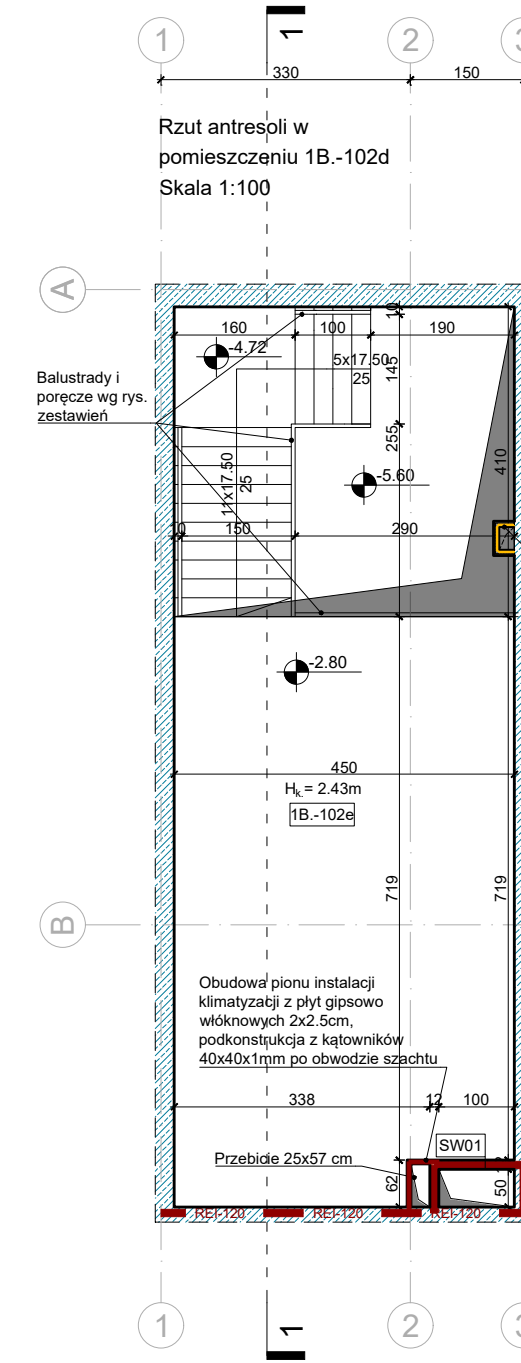 1
1
2
3
330
150
Rzut antresoli w
pomieszczeniu 1B.-102d
Skala 1:100
A
160
100
10
190
-4.72
5x17.50
25
145
Balustrady i
poręcze wg rys.
zestawień
255
410
-5.60
11x17.50
25
150
290
-2.80
450
Hk.= 2.43m
1B.-102e
719
719
B
Obudowa pionu instalacji
klimatyzacji z płyt gipsowo
włóknowych 2x2.5cm,
podkonstrukcja z kątowników
40x40x1mm po obwodzie szachtu
338
12
100
SW01
Przebicie 25x57 cm
62
50
REI-120
REI-120
REI-120
1
2
3
1